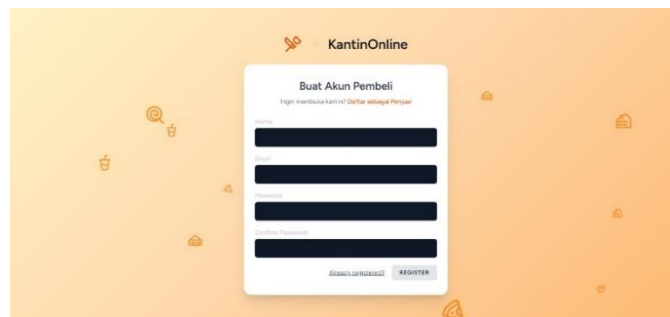 KantinOnline
Buat Akun Pembeli
Ingin membuka kantin? Daftar sebagai Penjual
Name
Email
Password
Confirm Password
Already registered? REGISTER